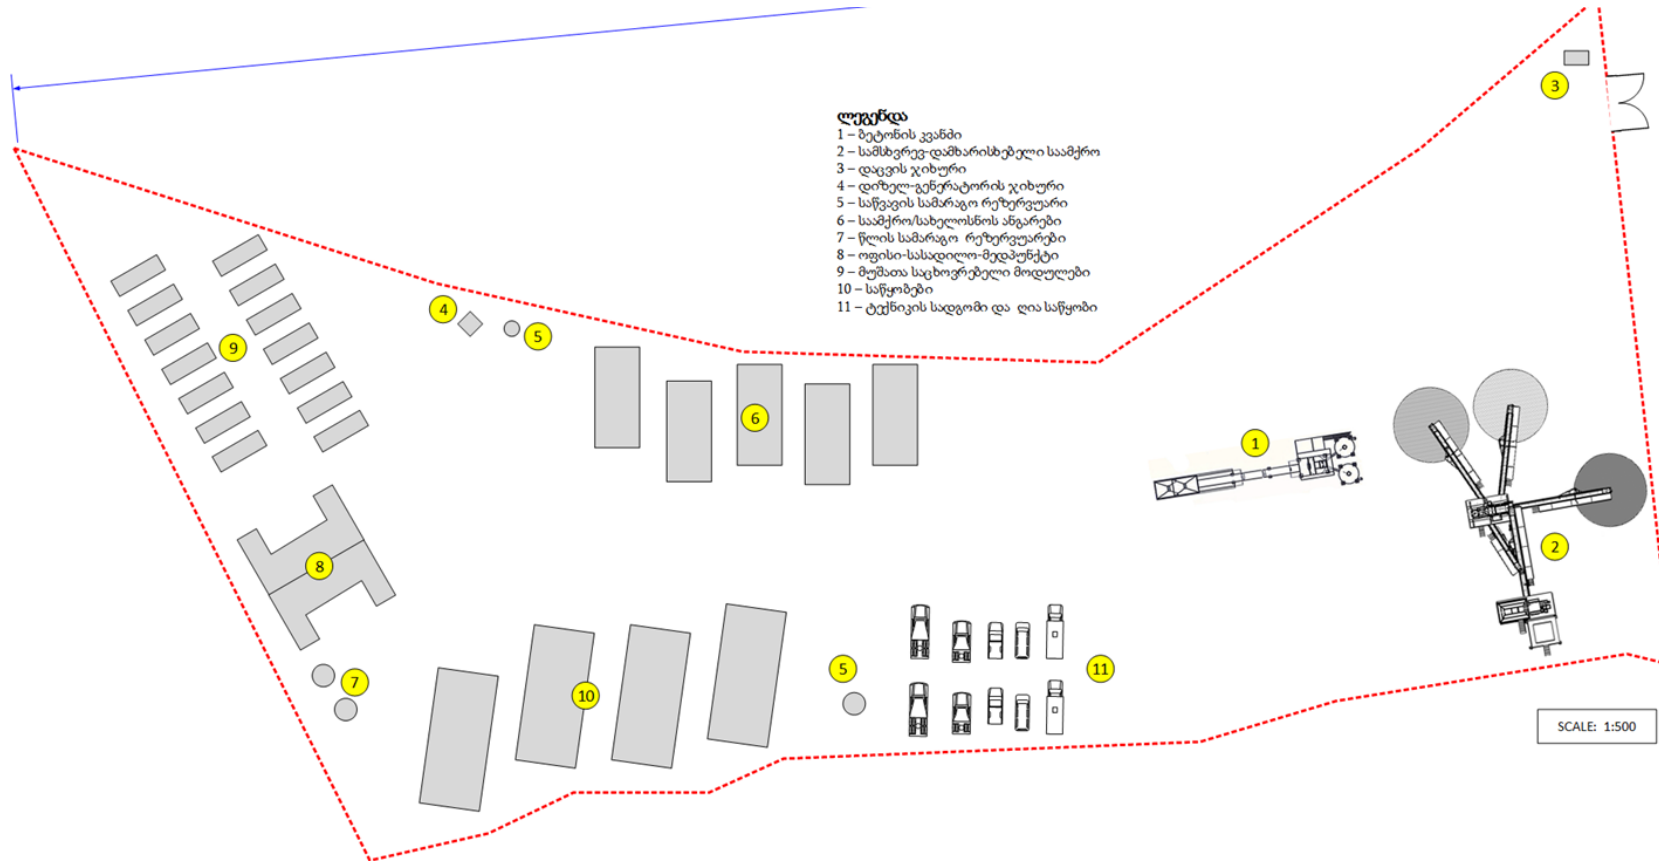 3
ლეგენდა
1 – ბეტონის კვანძი
2 – სამსხვრევ-დამხარისხებელი საამქრო
3 – დაცვის ჯიხური
4 – დიზელ-გენერატორის ჯიხური
5 – საწვავის სამარაგო რეზერვუარი
6 – საამქრო/სახელოსნოს ანგარები
7 – წლის სამარაგო რეზერვუარები
8 – ოფისი-სასადილო-მედპუნქტი
9 – მუშათა საცხოვრებელი მოდულები
10 – საწყობები
11 – ტექნიკის სადგომი და ღია საწყობი
4
5
9
6
1
2
8
7
10
5
11
SCALE: 1:500